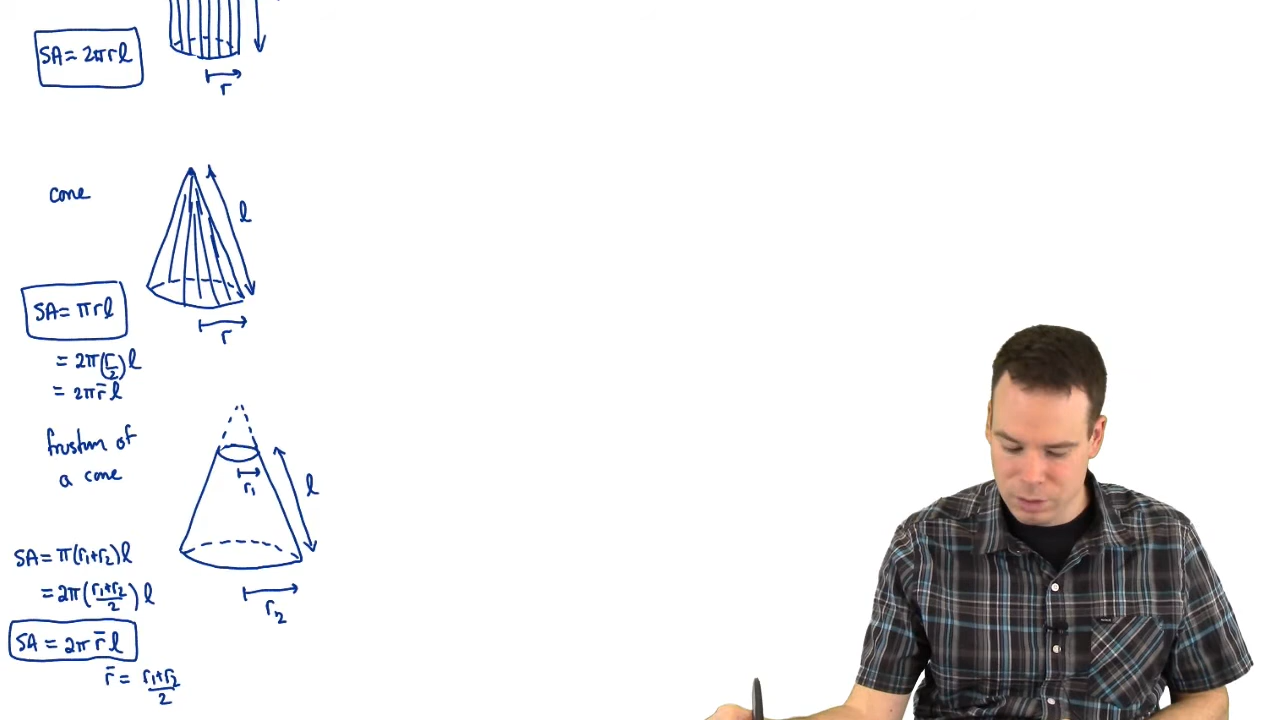 SA = 2πrl
r
cone
l
SA = πrl
r
= 2π(r/2)l
= 2πr̄l
frustum of
a cone
r₁
l
SA = π(r₁+r₂)l
= 2π(r₁+r₂/2)l
r₂
SA = 2πr̄l
r̄ = r₁+r₂/2